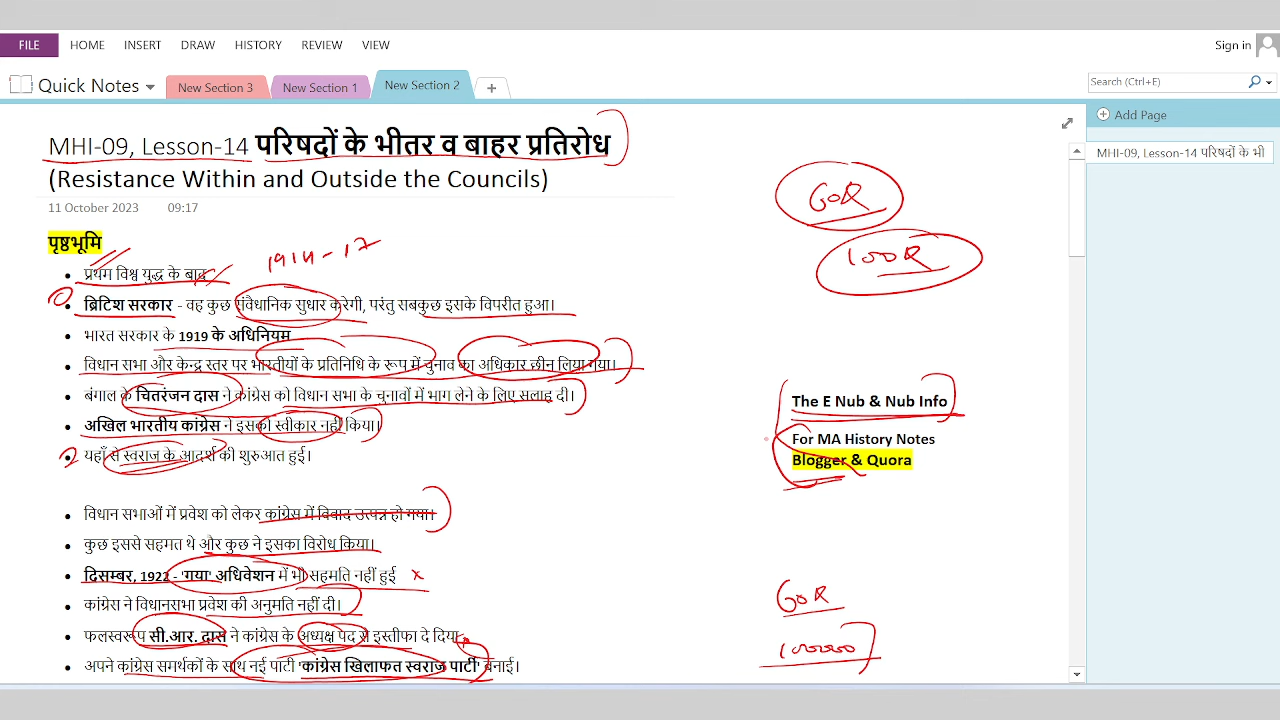 FILE HOME INSERT DRAW HISTORY REVIEW VIEW
Sign in
Quick Notes New Section 3 New Section 1 New Section 2
Search (Ctrl+E)
Add Page
MHI-09, Lesson-14 परिषदों के भी
MHI-09, Lesson-14 परिषदों के भीतर व बाहर प्रतिरोध
(Resistance Within and Outside the Councils)
11 October 2023 09:17
पृष्ठभूमि
1914-17
प्रथम विश्व युद्ध के बाद
ब्रिटिश सरकार - वह कुछ संवैधानिक सुधार करेगी, परंतु सबकुछ इसके विपरीत हुआ।
भारत सरकार के 1919 के अधिनियम
विधान सभा और केन्द्र स्तर पर भारतीयों के प्रतिनिधि के रूप में चुनाव का अधिकार छीन लिया गया।
बंगाल के चितरंजन दास ने कांग्रेस को विधान सभा के चुनावों में भाग लेने के लिए सलाह दी।
अखिल भारतीय कांग्रेस ने इसको स्वीकार नहीं किया।
2 यहाँ से स्वराज के आदर्श की शुरुआत हुई।
विधान सभाओं में प्रवेश को लेकर कांग्रेस में विवाद उत्पन्न हो गया।
कुछ इससे सहमत थे और कुछ ने इसका विरोध किया।
दिसम्बर, 1922 - 'गया' अधिवेशन में भी सहमति नहीं हुई x
कांग्रेस ने विधानसभा प्रवेश की अनुमति नहीं दी।
फलस्वरूप सी.आर. दास ने कांग्रेस के अध्यक्ष पद से इस्तीफा दे दिया
अपने कांग्रेस समर्थकों के साथ नई पार्टी 'कांग्रेस खिलाफत स्वराज पार्टी' बनाई।
100R
The E Nub & Nub Info
For MA History Notes
Blogger & Quora